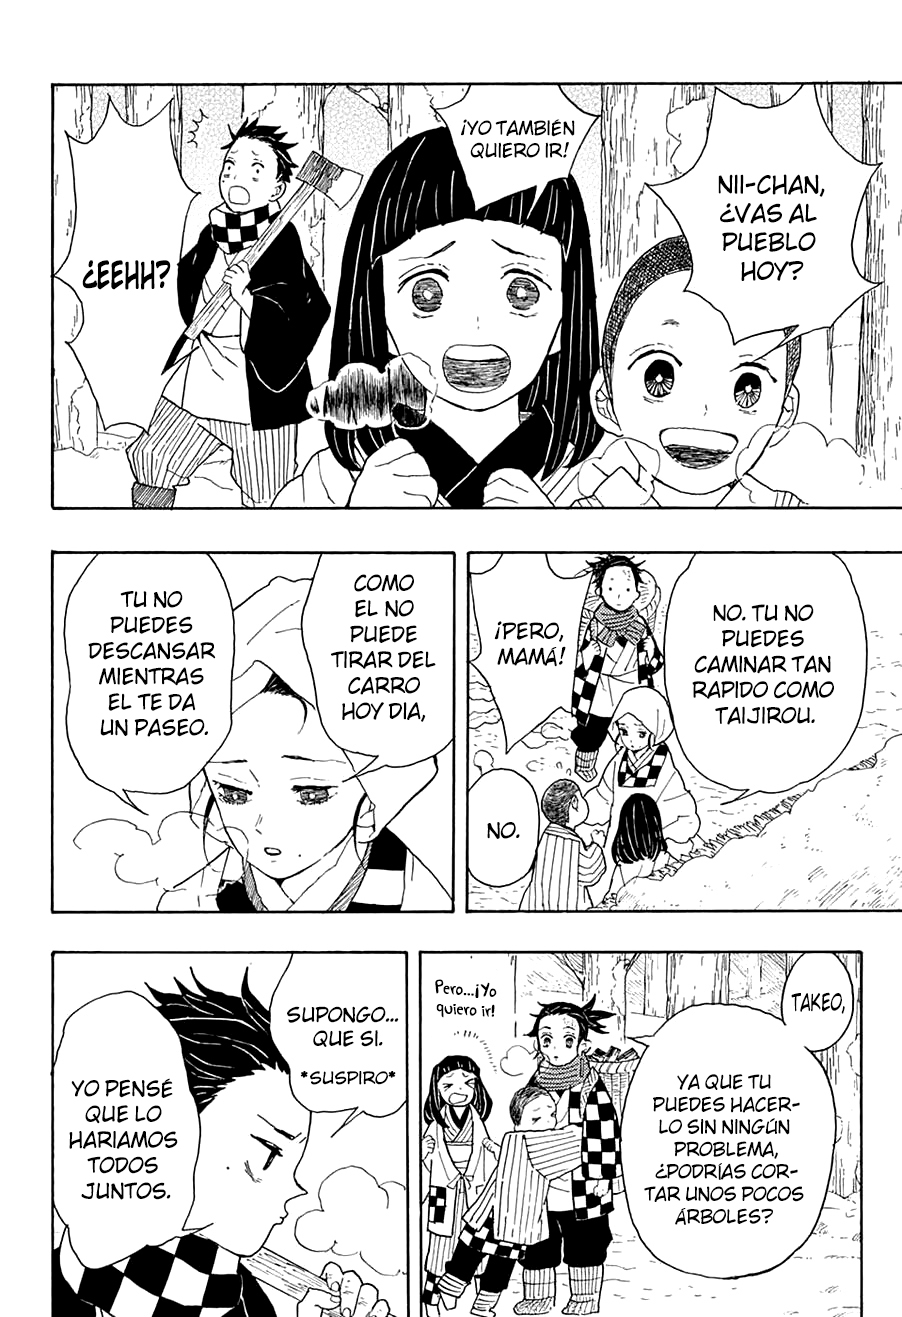 NII-CHAN,
¿VAS AL
PUEBLO
HOY?
¡YO TAMBIÉN
QUIERO IR!
¿EEHH?
NO. TU NO
PUEDES
CAMINAR TAN
RAPIDO COMO
TAIJIROU.
¡PERO,
MAMÁ!
NO.
COMO
EL NO
PUEDE
TIRAR DEL
CARRO
HOY DIA,
TU NO
PUEDES
DESCANSAR
MIENTRAS
EL TE DA
UN PASEO.
TAKEO,
YA QUE TU
PUEDES HACER-
LO SIN NINGÚN
PROBLEMA,
¿PODRÍAS COR-
TAR UNOS POCOS
ÁRBOLES?
Pero...¡Yo
quiero ir!
SUPONGO...
QUE SI.
*SUSPIRO*
YO PENSÉ
QUE LO
HARIAMOS
TODOS
JUNTOS.